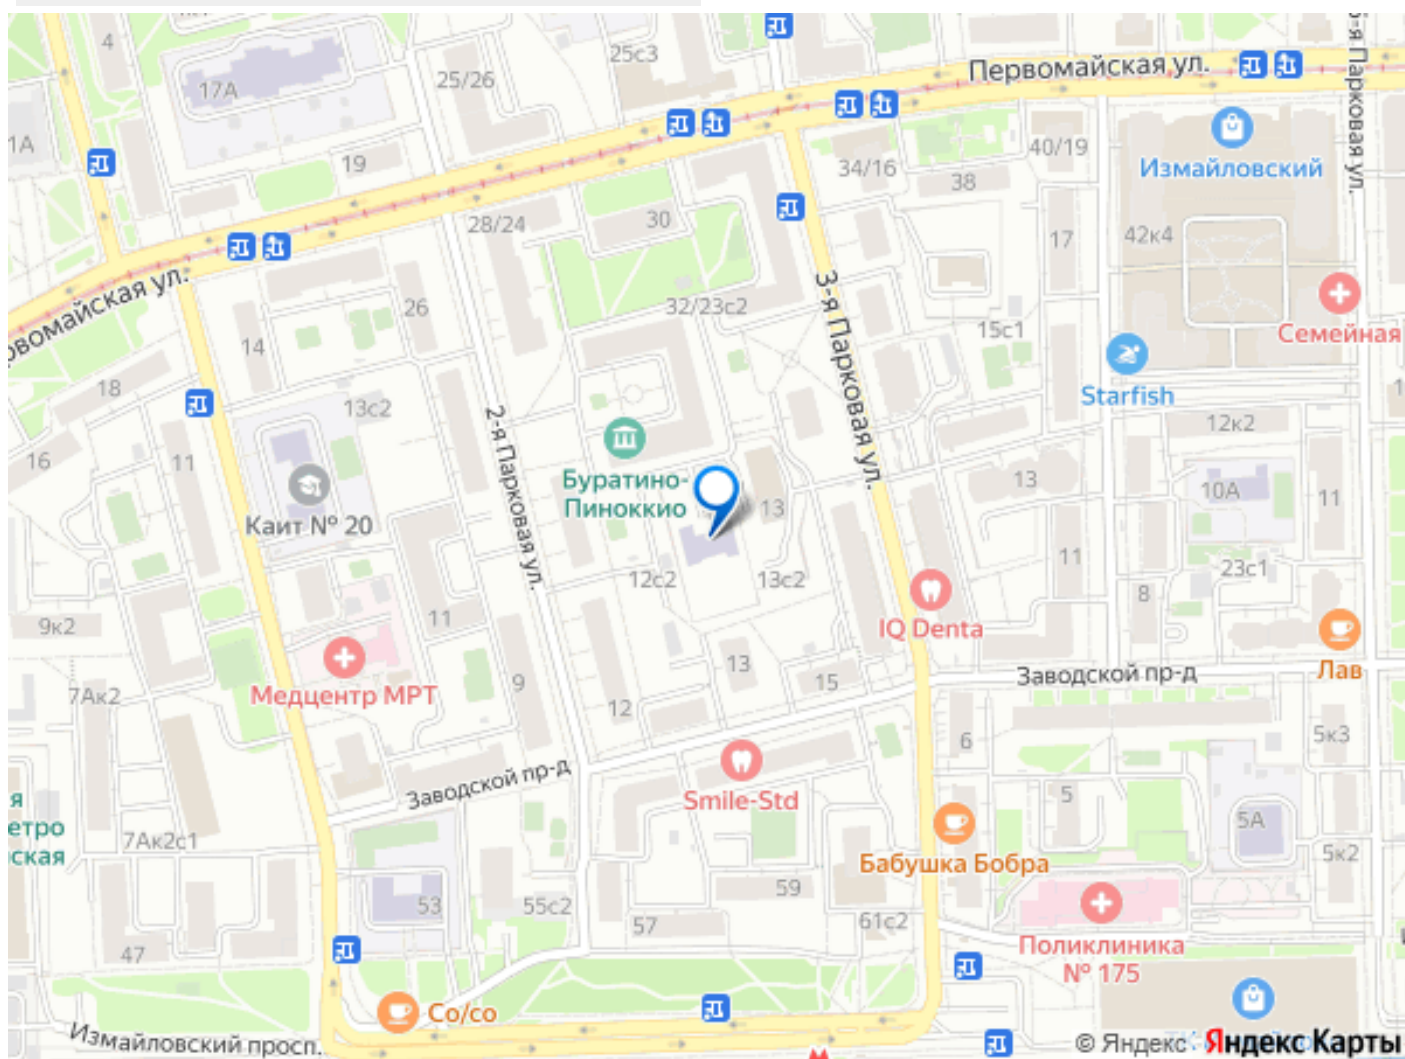 4
25с3
5-я Парковая ул.
17А
25/26
Первомайская ул.
1А
19
34/16
40/19
38
Измайловский
28/24
30
17
42к4
Первомайская ул.
26
32/23с2
3-я Парковая ул.
15с1
Семейная
14
18
13с2
2-я Парковая ул.
Starfish
12к2
16
11
Буратино-
Пиноккио
13
13
10А
11
Каит № 20
12с2
13с2
11
23с1
8
9к2
11
IQ Denta
Медцентр МРТ
7Ак2
9
13
15
12
Заводской пр-д
Лав
6
5к3
Заводской пр-д
Smile-Std
5
5А
7Ак2с1
Бабушка Бобра
5к2
53
55с2
59
57
61с2
47
Поликлиника
№ 175
Co/co
Измайловский просп.
© Яндекс Яндекс Карты